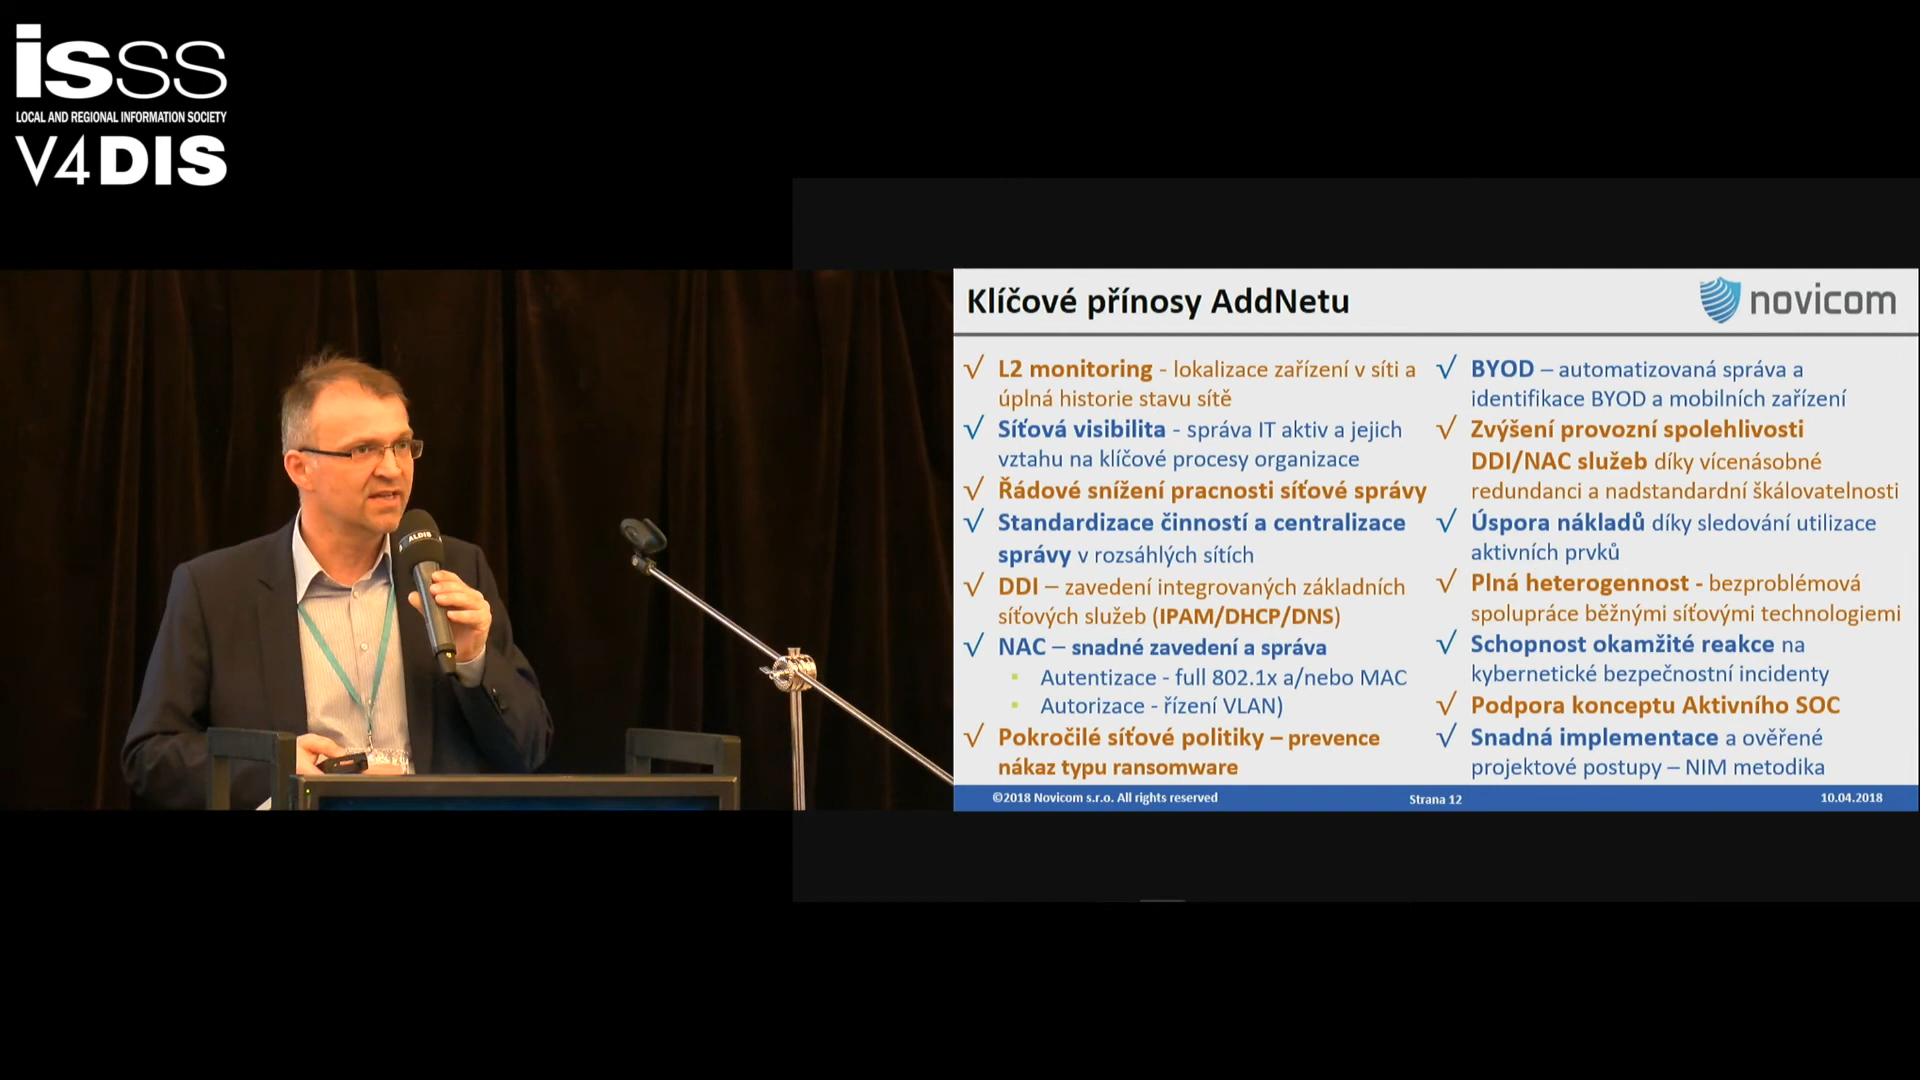 isss
LOCAL AND REGIONAL INFORMATION SOCIETY
V4DIS
ALDIS
Klíčové přínosy AddNetu
novicom
√ L2 monitoring - lokalizace zařízení v síti a
úplná historie stavu sítě
√ Síťová visibilita - správa IT aktiv a jejich
vztahu na klíčové procesy organizace
√ Řádové snížení pracnosti síťové správy
√ Standardizace činností a centralizace
správy v rozsáhlých sítích
√ DDI – zavedení integrovaných základních
síťových služeb (IPAM/DHCP/DNS)
√ NAC – snadné zavedení a správa
▪ Autentizace - full 802.1x a/nebo MAC
▪ Autorizace - řízení VLAN)
√ Pokročilé síťové politiky – prevence
nákaz typu ransomware
√ BYOD – automatizovaná správa a
identifikace BYOD a mobilních zařízení
√ Zvýšení provozní spolehlivosti
DDI/NAC služeb díky vícenásobné
redundanci a nadstandardní škálovatelnosti
√ Úspora nákladů díky sledování utilizace
aktivních prvků
√ Plná heterogennost - bezproblémová
spolupráce běžnými síťovými technologiemi
√ Schopnost okamžité reakce na
kybernetické bezpečnostní incidenty
√ Podpora konceptu Aktivního SOC
√ Snadná implementace a ověřené
projektové postupy – NIM metodika
©2018 Novicom s.r.o. All rights reserved
Strana 12
10.04.2018